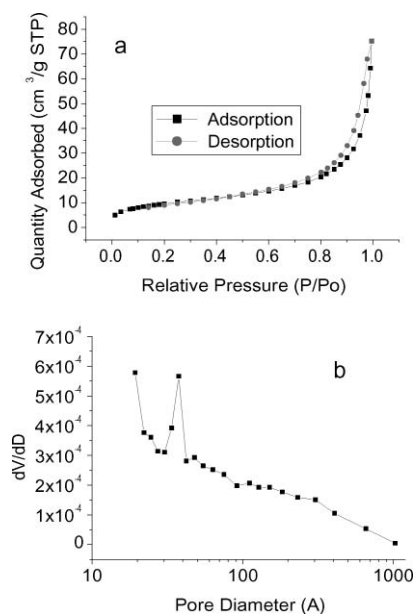 a
Quantity Adsorbed (cm³/g STP)
80
70
60
50
40
30
20
10
0
Adsorption
Desorption
0.0 0.2 0.4 0.6 0.8 1.0
Relative Pressure (P/Po)
b
dV/dD
7x10⁻⁴
6x10⁻⁴
5x10⁻⁴
4x10⁻⁴
3x10⁻⁴
2x10⁻⁴
1x10⁻⁴
0
10 100 1000
Pore Diameter (A)